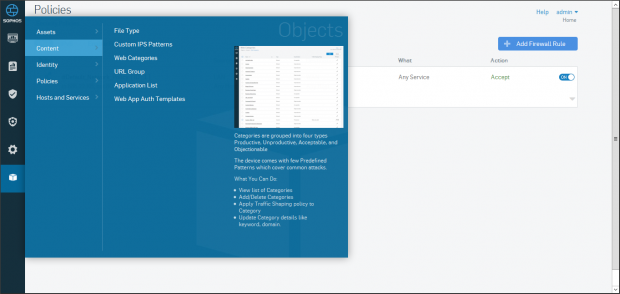 SOPHOS
Policies
Help
admin
Home
Objects
Assets
Content
Identity
Policies
Hosts and Services
File Type
Custom IPS Patterns
Web Categories
URL Group
Application List
Web App Auth Templates
Categories are grouped into four types
Productive, Unproductive, Acceptable, and
Objectionable
The device comes with few Predefined
Patterns which cover common attacks.
What You Can Do:
View list of Categories
Add/Delete Categories
Apply Traffic Shaping policy to
Category
Update Category details like
keyword, domain.
+ Add Firewall Rule
What
Action
Any Service
Accept
ON